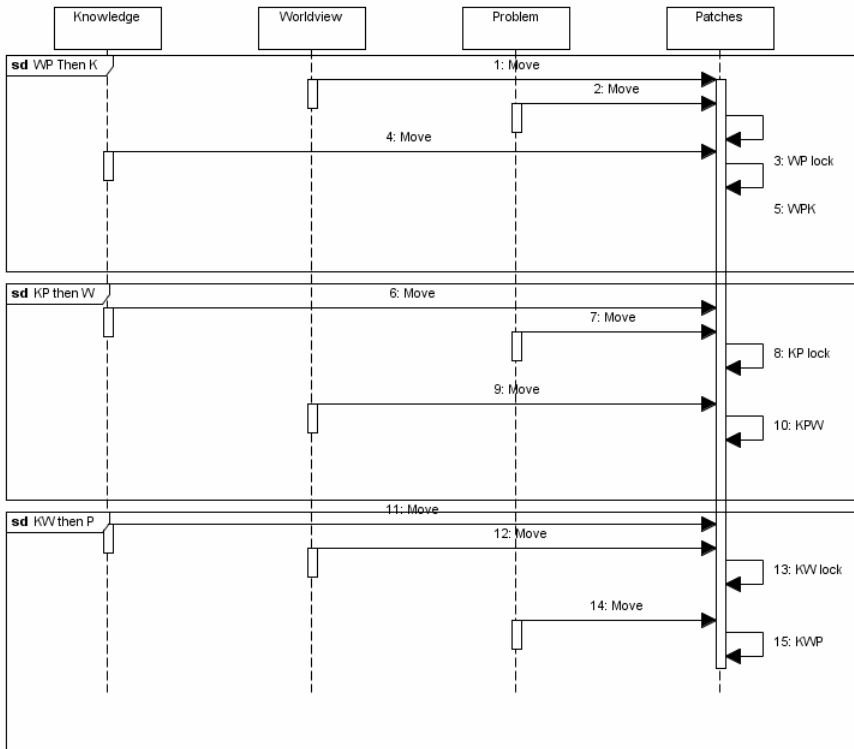 Knowledge
Worldview
Problem
Patches
sd WP Then K
1: Move
2: Move
4: Move
3: WP lock
5: WPK
sd KP then W
6: Move
7: Move
8: KP lock
9: Move
10: KPW
11: Move
sd KW then P
12: Move
13: KW lock
14: Move
15: KWP